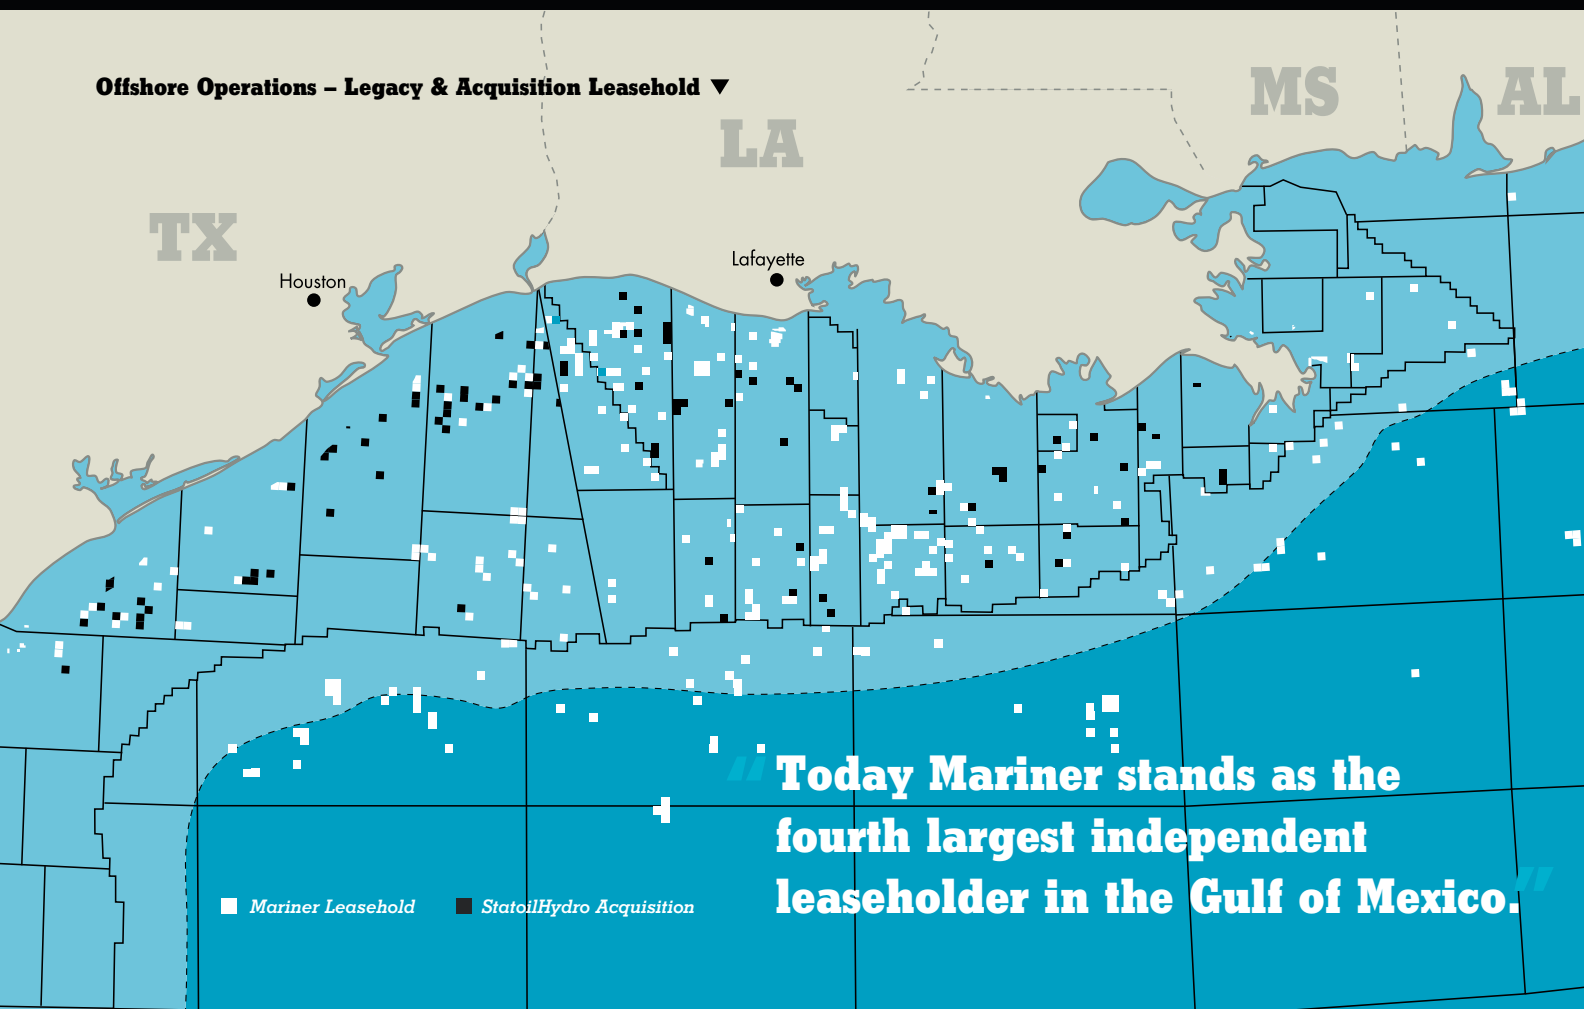 Offshore Operations – Legacy & Acquisition Leasehold ▼
MS
AL
LA
TX
Lafayette
Houston
“Today Mariner stands as the
fourth largest independent
leaseholder in the Gulf of Mexico.”
Mariner Leasehold
StatoilHydro Acquisition